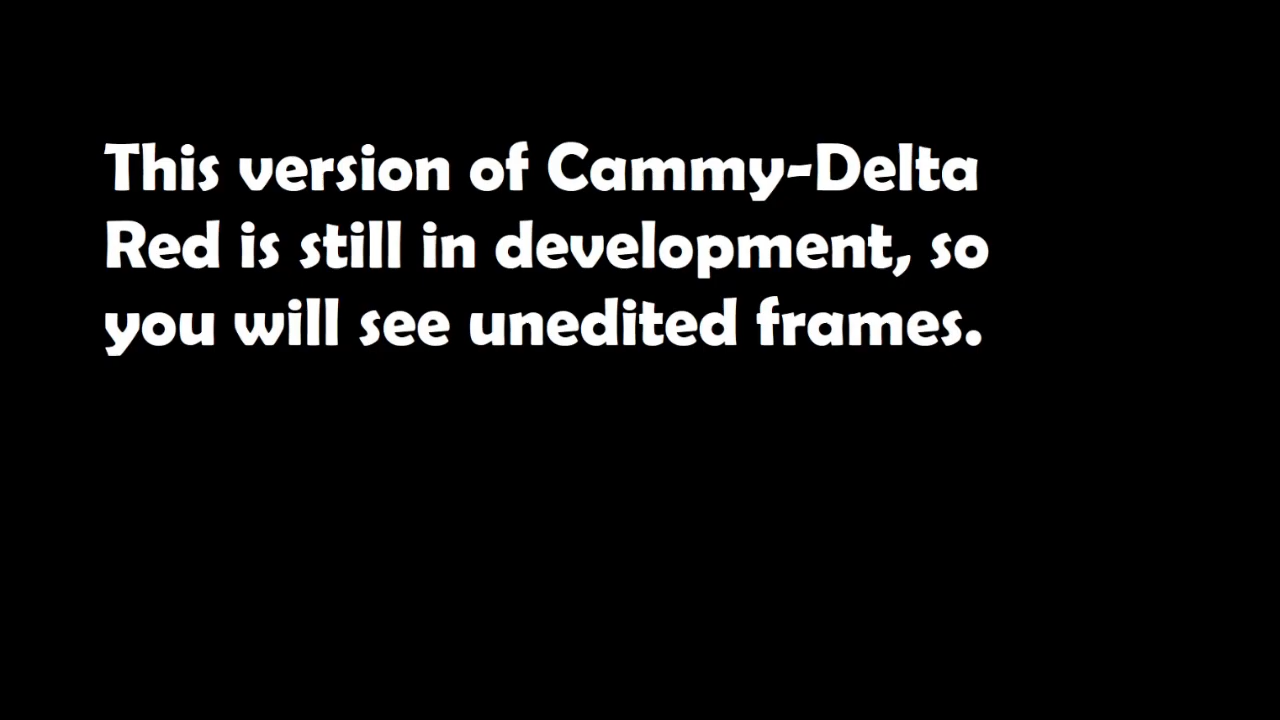 This version of Cammy-Delta
Red is still in development, so
you will see unedited frames.